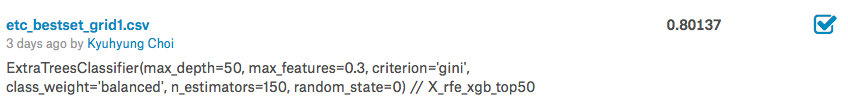 etc_bestset_grid1.csv 0.80137
3 days ago by Kyuhyung Choi
ExtraTreesClassifier(max_depth=50, max_features=0.3, criterion='gini',
class_weight='balanced', n_estimators=150, random_state=0) // X_rfe_xgb_top50